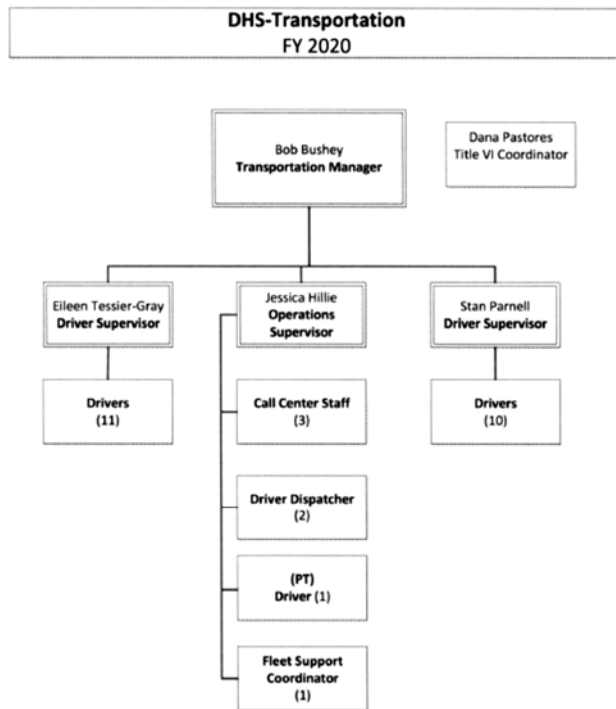 DHS-Transportation
FY 2020
Bob Bushey
Transportation Manager
Dana Pastores
Title VI Coordinator
Eileen Tessier-Gray
Driver Supervisor
Jessica Hillie
Operations
Supervisor
Stan Parnell
Driver Supervisor
Drivers
(11)
Call Center Staff
(3)
Drivers
(10)
Driver Dispatcher
(2)
(PT)
Driver (1)
Fleet Support
Coordinator
(1)